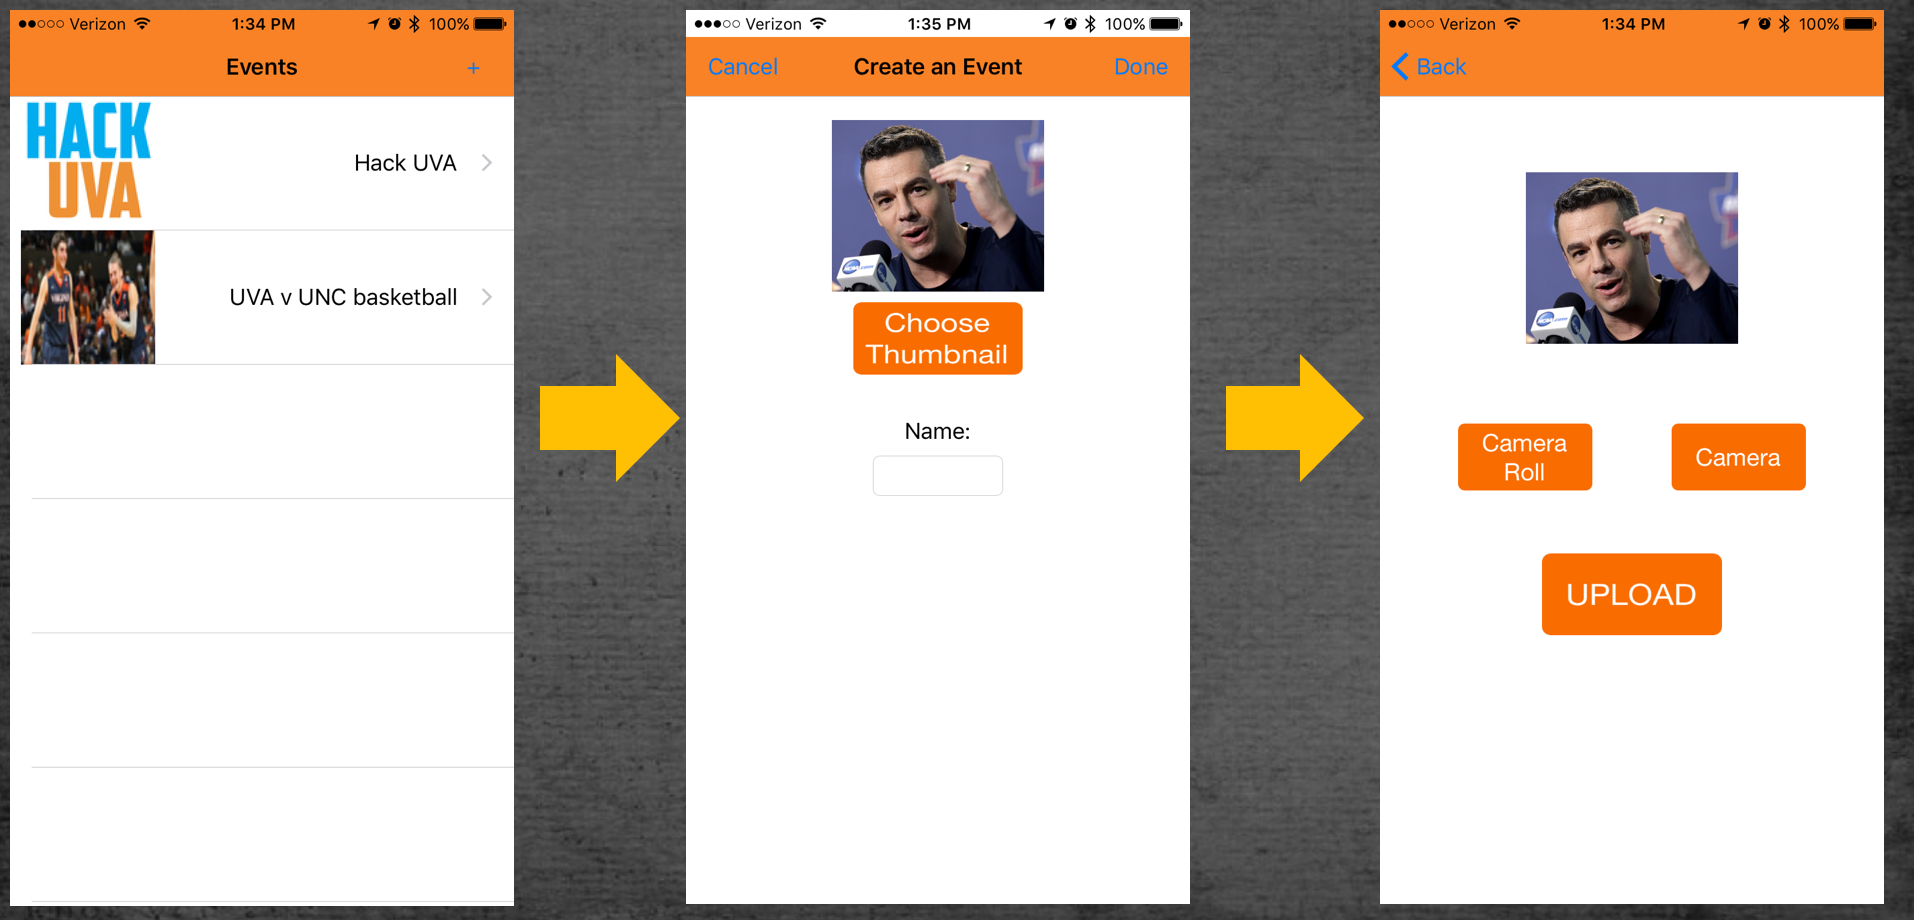 Verizon 1:34 PM 100%
Events +
HACK
UVA
Hack UVA
UVA v UNC basketball
11
Verizon 1:35 PM 100%
Cancel Create an Event Done
Choose
Thumbnail
Name:
Verizon 1:34 PM 100%
Back
Camera
Roll
Camera
UPLOAD